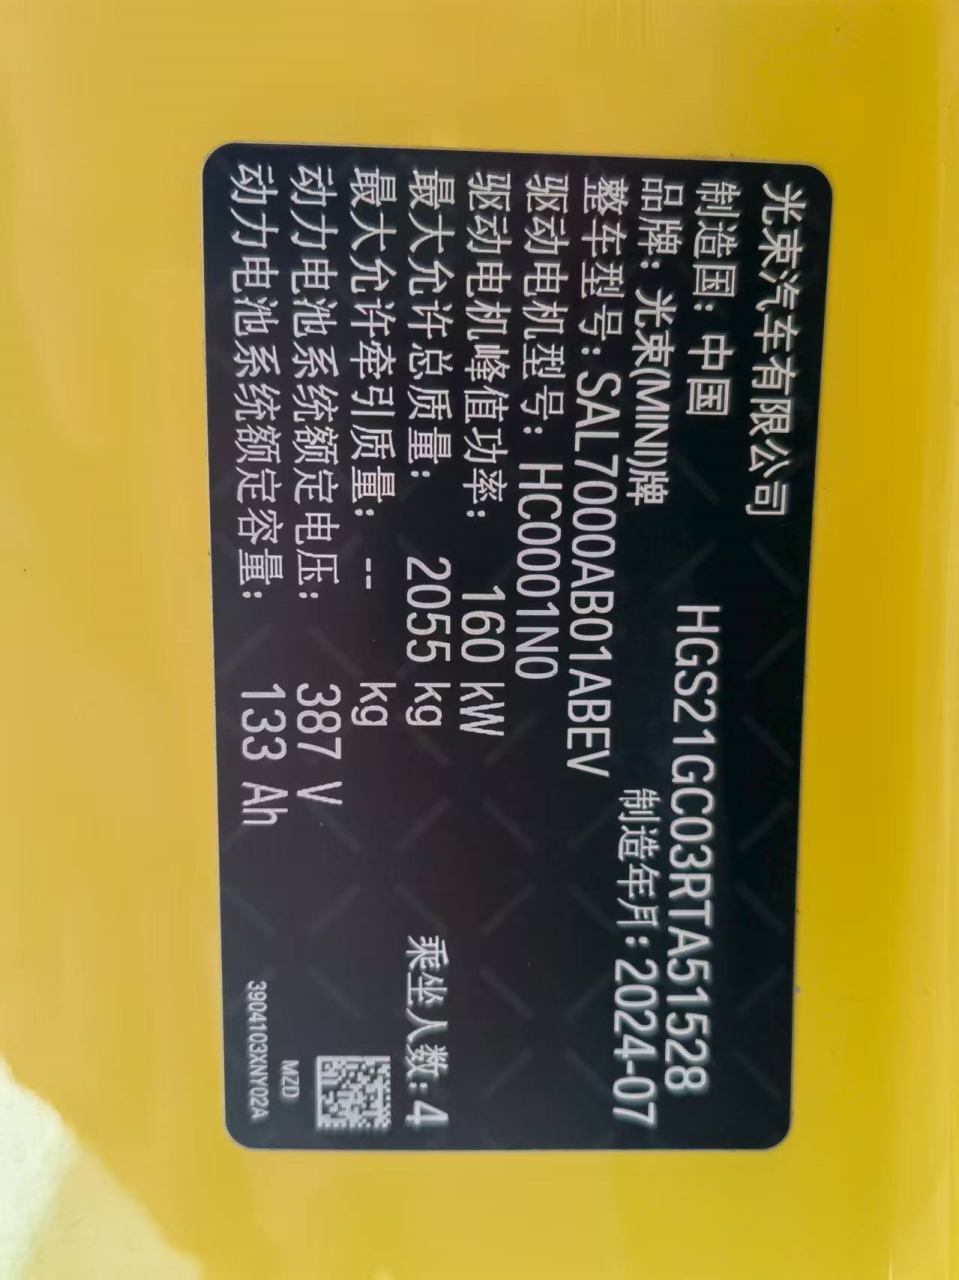 光束汽车有限公司
制造国: 中国 HGS21GC03RTA51528
品牌: 光束(MINI)牌 制造年月: 2024-07
整车型号: SAL7000AB01ABEV
驱动电机型号: HC0001N0
驱动电机峰值功率: 160 kW
最大允许总质量: 2055 kg 乘坐人数: 4
最大允许牵引质量: -- kg
动力电池系统额定电压: 387 V
动力电池系统额定容量: 133 Ah
MZD
3904103XNY02A